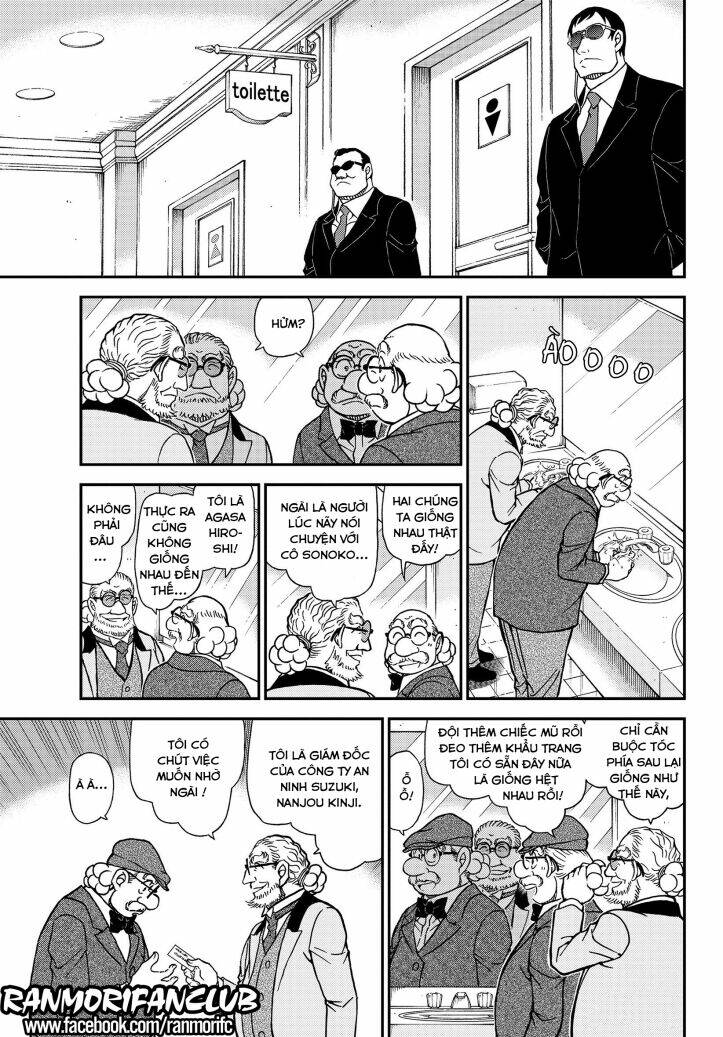 toilette
ÀO O O O
HỬM?
HAI CHÚNG
TA GIỐNG
NHAU THẬT
ĐẤY!
NGÀI LÀ NGƯỜI
LÚC NÃY NÓI
CHUYỆN VỚI
CÔ SONOKO...
TÔI LÀ
AGASA
HIRO-
SHI!
THỰC RA
CŨNG
KHÔNG
GIỐNG
NHAU ĐẾN
THẾ...
KHÔNG
PHẢI
ĐÂU
...
CHỈ CẦN
BUỘC TÓC
PHÍA SAU LẠI
GIỐNG NHƯ
THẾ NÀY,
ĐỘI THÊM CHIẾC MŨ RỒI
ĐEO THÊM KHẨU TRANG
TÔI CÓ SẴN ĐÂY NỮA
LÀ GIỐNG HỆT
NHAU RỒI!
Ồ
Ồ!
TÔI LÀ GIÁM ĐỐC
CỦA CÔNG TY AN
NINH SUZUKI,
NANJOU KINJI.
TÔI CÓ
CHÚT VIỆC
MUỐN NHỜ
NGÀI !
À À...
RANMORIFANCLUB
www.facebook.com/ranmorifc